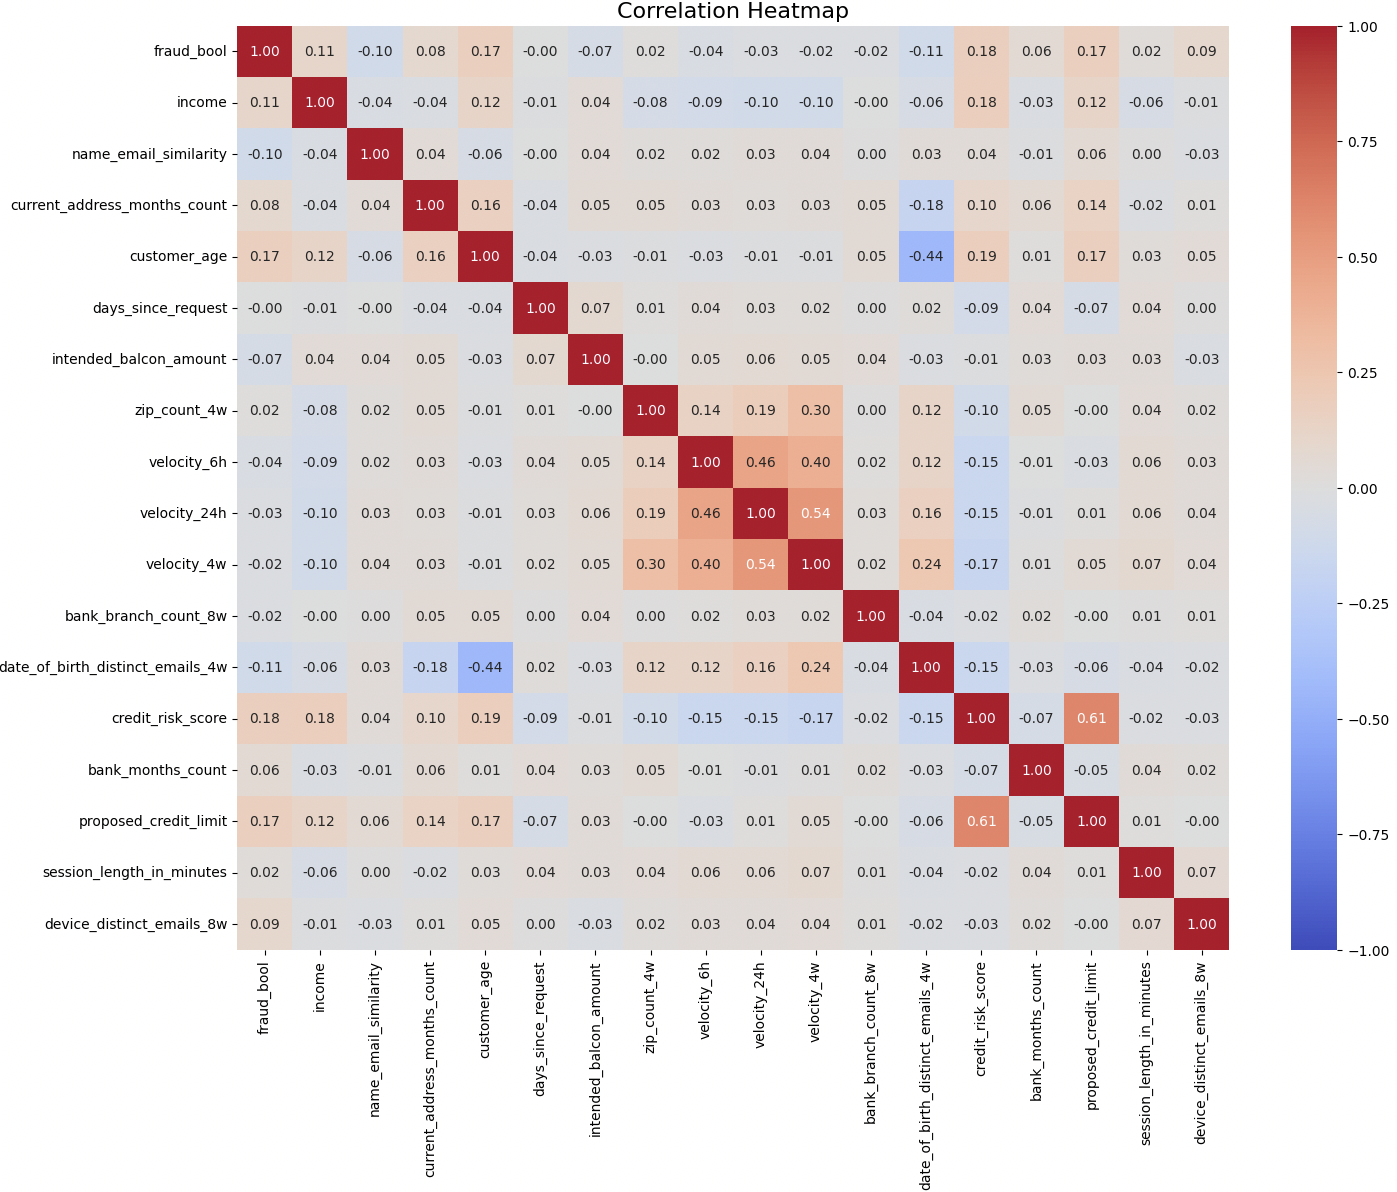 Correlation Heatmap
fraud_bool 1.00 0.11 -0.10 0.08 0.17 -0.00 -0.07 0.02 -0.04 -0.03 -0.02 -0.02 -0.11 0.18 0.06 0.17 0.02 0.09
income 0.11 1.00 -0.04 -0.04 0.12 -0.01 0.04 -0.08 -0.09 -0.10 -0.10 -0.00 -0.06 0.18 -0.03 0.12 -0.06 -0.01
name_email_similarity -0.10 -0.04 1.00 0.04 -0.06 -0.00 0.04 0.02 0.02 0.03 0.04 0.00 0.03 0.04 -0.01 0.06 0.00 -0.03
current_address_months_count 0.08 -0.04 0.04 1.00 0.16 -0.04 0.05 0.05 0.03 0.03 0.03 0.05 -0.18 0.10 0.06 0.14 -0.02 0.01
customer_age 0.17 0.12 -0.06 0.16 1.00 -0.04 -0.03 -0.01 -0.03 -0.01 -0.01 0.05 -0.44 0.19 0.01 0.17 0.03 0.05
days_since_request -0.00 -0.01 -0.00 -0.04 -0.04 1.00 0.07 0.01 0.04 0.03 0.02 0.00 0.02 -0.09 0.04 -0.07 0.04 0.00
intended_balcon_amount -0.07 0.04 0.04 0.05 -0.03 0.07 1.00 -0.00 0.05 0.06 0.05 0.04 -0.03 -0.01 0.03 0.03 0.03 -0.03
zip_count_4w 0.02 -0.08 0.02 0.05 -0.01 0.01 -0.00 1.00 0.14 0.19 0.30 0.00 0.12 -0.10 0.05 -0.00 0.04 0.02
velocity_6h -0.04 -0.09 0.02 0.03 -0.03 0.04 0.05 0.14 1.00 0.46 0.40 0.02 0.12 -0.15 -0.01 -0.03 0.06 0.03
velocity_24h -0.03 -0.10 0.03 0.03 -0.01 0.03 0.06 0.19 0.46 1.00 0.54 0.03 0.16 -0.15 -0.01 0.01 0.06 0.04
velocity_4w -0.02 -0.10 0.04 0.03 -0.01 0.02 0.05 0.30 0.40 0.54 1.00 0.02 0.24 -0.17 0.01 0.05 0.07 0.04
bank_branch_count_8w -0.02 -0.00 0.00 0.05 0.05 0.00 0.04 0.00 0.02 0.03 0.02 1.00 -0.04 -0.02 0.02 -0.00 0.01 0.01
date_of_birth_distinct_emails_4w -0.11 -0.06 0.03 -0.18 -0.44 0.02 -0.03 0.12 0.12 0.16 0.24 -0.04 1.00 -0.15 -0.03 -0.06 -0.04 -0.02
credit_risk_score 0.18 0.18 0.04 0.10 0.19 -0.09 -0.01 -0.10 -0.15 -0.15 -0.17 -0.02 -0.15 1.00 -0.07 0.61 -0.02 -0.03
bank_months_count 0.06 -0.03 -0.01 0.06 0.01 0.04 0.03 0.05 -0.01 -0.01 0.01 0.02 -0.03 -0.07 1.00 -0.05 0.04 0.02
proposed_credit_limit 0.17 0.12 0.06 0.14 0.17 -0.07 0.03 -0.00 -0.03 0.01 0.05 -0.00 -0.06 0.61 -0.05 1.00 0.01 -0.00
session_length_in_minutes 0.02 -0.06 0.00 -0.02 0.03 0.04 0.03 0.04 0.06 0.06 0.07 0.01 -0.04 -0.02 0.04 0.01 1.00 0.07
device_distinct_emails_8w 0.09 -0.01 -0.03 0.01 0.05 0.00 -0.03 0.02 0.03 0.04 0.04 0.01 -0.02 -0.03 0.02 -0.00 0.07 1.00
fraud_bool
income
name_email_similarity
current_address_months_count
customer_age
days_since_request
intended_balcon_amount
zip_count_4w
velocity_6h
velocity_24h
velocity_4w
bank_branch_count_8w
date_of_birth_distinct_emails_4w
credit_risk_score
bank_months_count
proposed_credit_limit
session_length_in_minutes
device_distinct_emails_8w
1.00
0.75
0.50
0.25
0.00
−0.25
−0.50
−0.75
−1.00